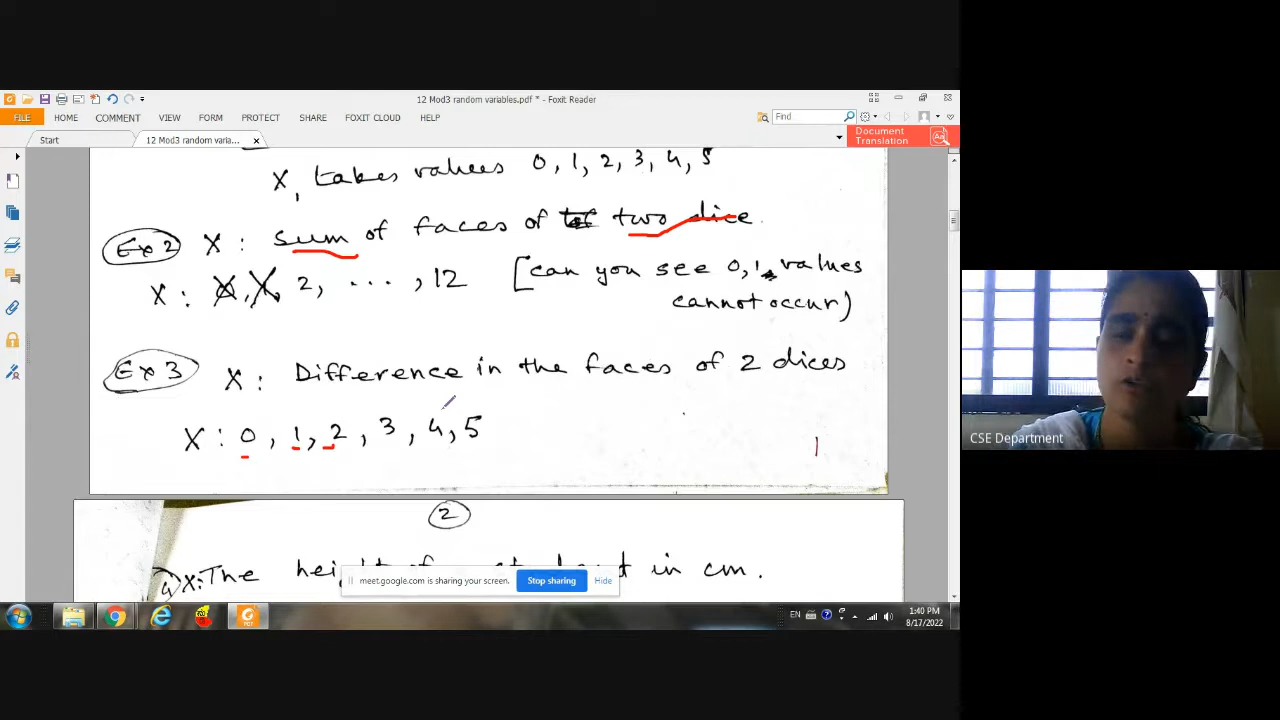 12 Mod3 random variables.pdf * - Foxit Reader
FILE HOME COMMENT VIEW FORM PROTECT SHARE FOXIT CLOUD HELP Find
Document Translation
Start 12 Mod3 random varia...
X, takes values 0, 1, 2, 3, 4, 5
Ex 2 X : sum of faces of two dice.
X : 2, ..., 12 [can you see 0, 1 values
cannot occur)
Ex 3 X : Difference in the faces of 2 dices
X : 0, 1, 2, 3, 4, 5
1
CSE Department
2
4) X: The in cm.
meet.google.com is sharing your screen. Stop sharing Hide
EN 1:40 PM
8/17/2022